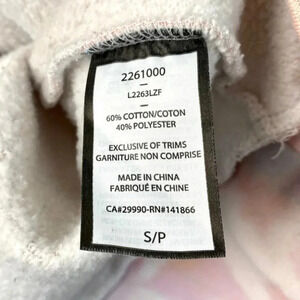 2261000
L2263LZF
60% COTTON/COTON
40% POLYESTER
EXCLUSIVE OF TRIMS
GARNITURE NON COMPRISE
MADE IN CHINA
FABRIQUÉ EN CHINE
CA#29990-RN#141866
S/P